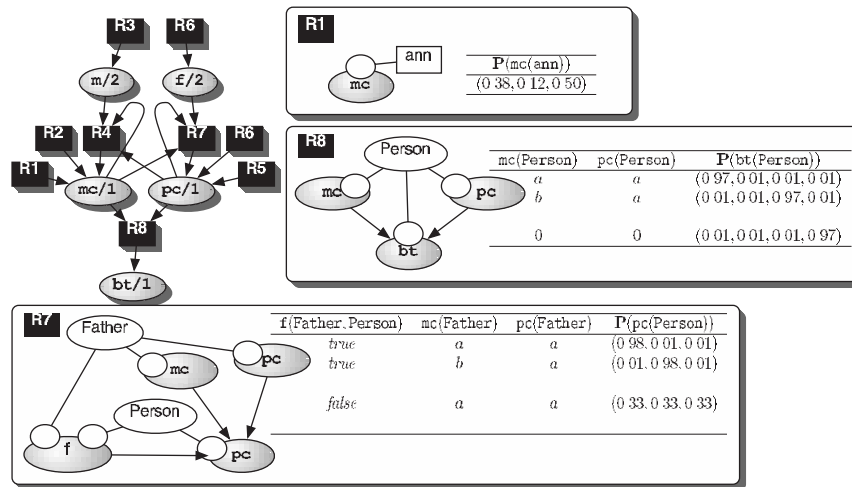 R3 R6
m/2 f/2
R2 R4 R7 R6
R1 R5
mc/1 pc/1
R8
bt/1
R1
ann
mc
P(mc(ann))
(0 38,0 12,0 50)
R8
Person
mc pc
bt
mc(Person) pc(Person) P(bt(Person))
a a (0 97,0 01,0 01,0 01)
b a (0 01,0 01,0 97,0 01)
0 0 (0 01,0 01,0 01,0 97)
R7
Father
mc pc
Person
f pc
f(Father,Person) mc(Father) pc(Father) P(pc(Person))
true a a (0 98,0 01,0 01)
true b a (0 01,0 98,0 01)
false a a (0 33,0 33,0 33)